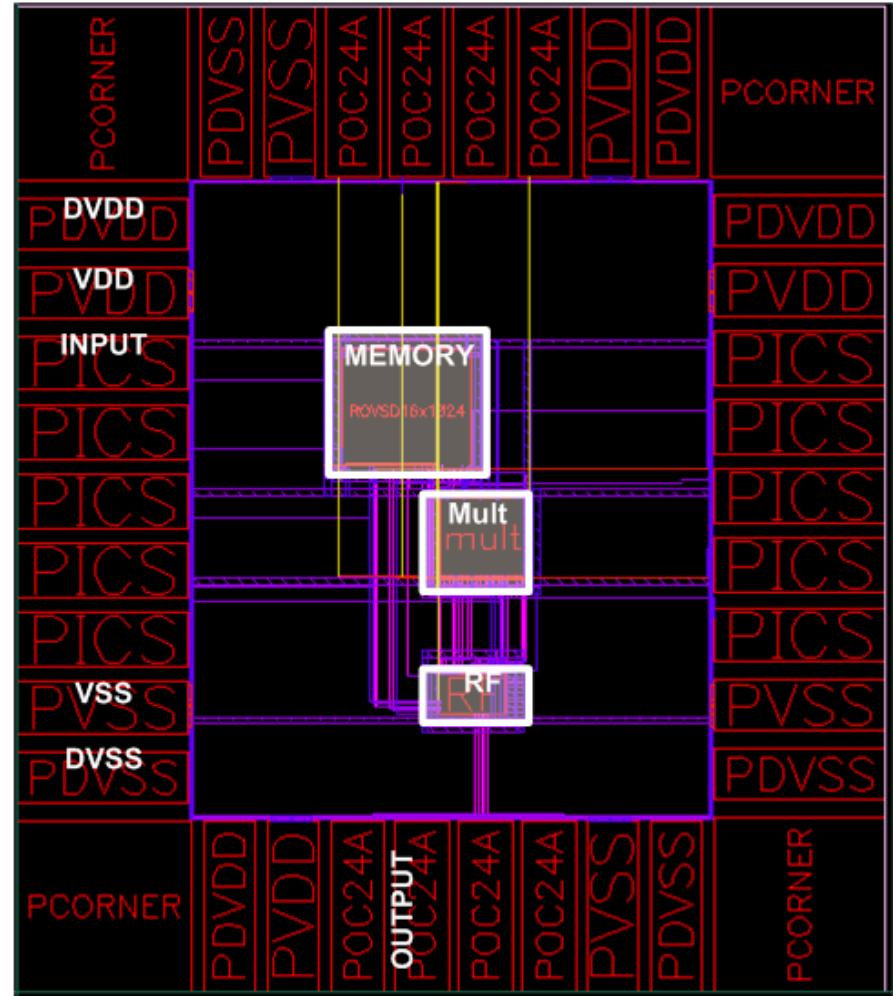 PCORNER
PDVSS
PVSS
POC24A
POC24A
POC24A
POC24A
PVDD
PDVDD
PCORNER
DVDD
PDVDD
PDVDD
VDD
PVDD
PVDD
INPUT
PICS
PICS
MEMORY
PICS
PICS
PICS
PICS
Mult
mult
PICS
PICS
PICS
PICS
VSS
PVSS
RF
RF
PVSS
DVSS
PDVSS
PDVSS
PCORNER
PDVDD
PVDD
POC24A
OUTPUT
POC24A
POC24A
POC24A
PVSS
PDVSS
PCORNER